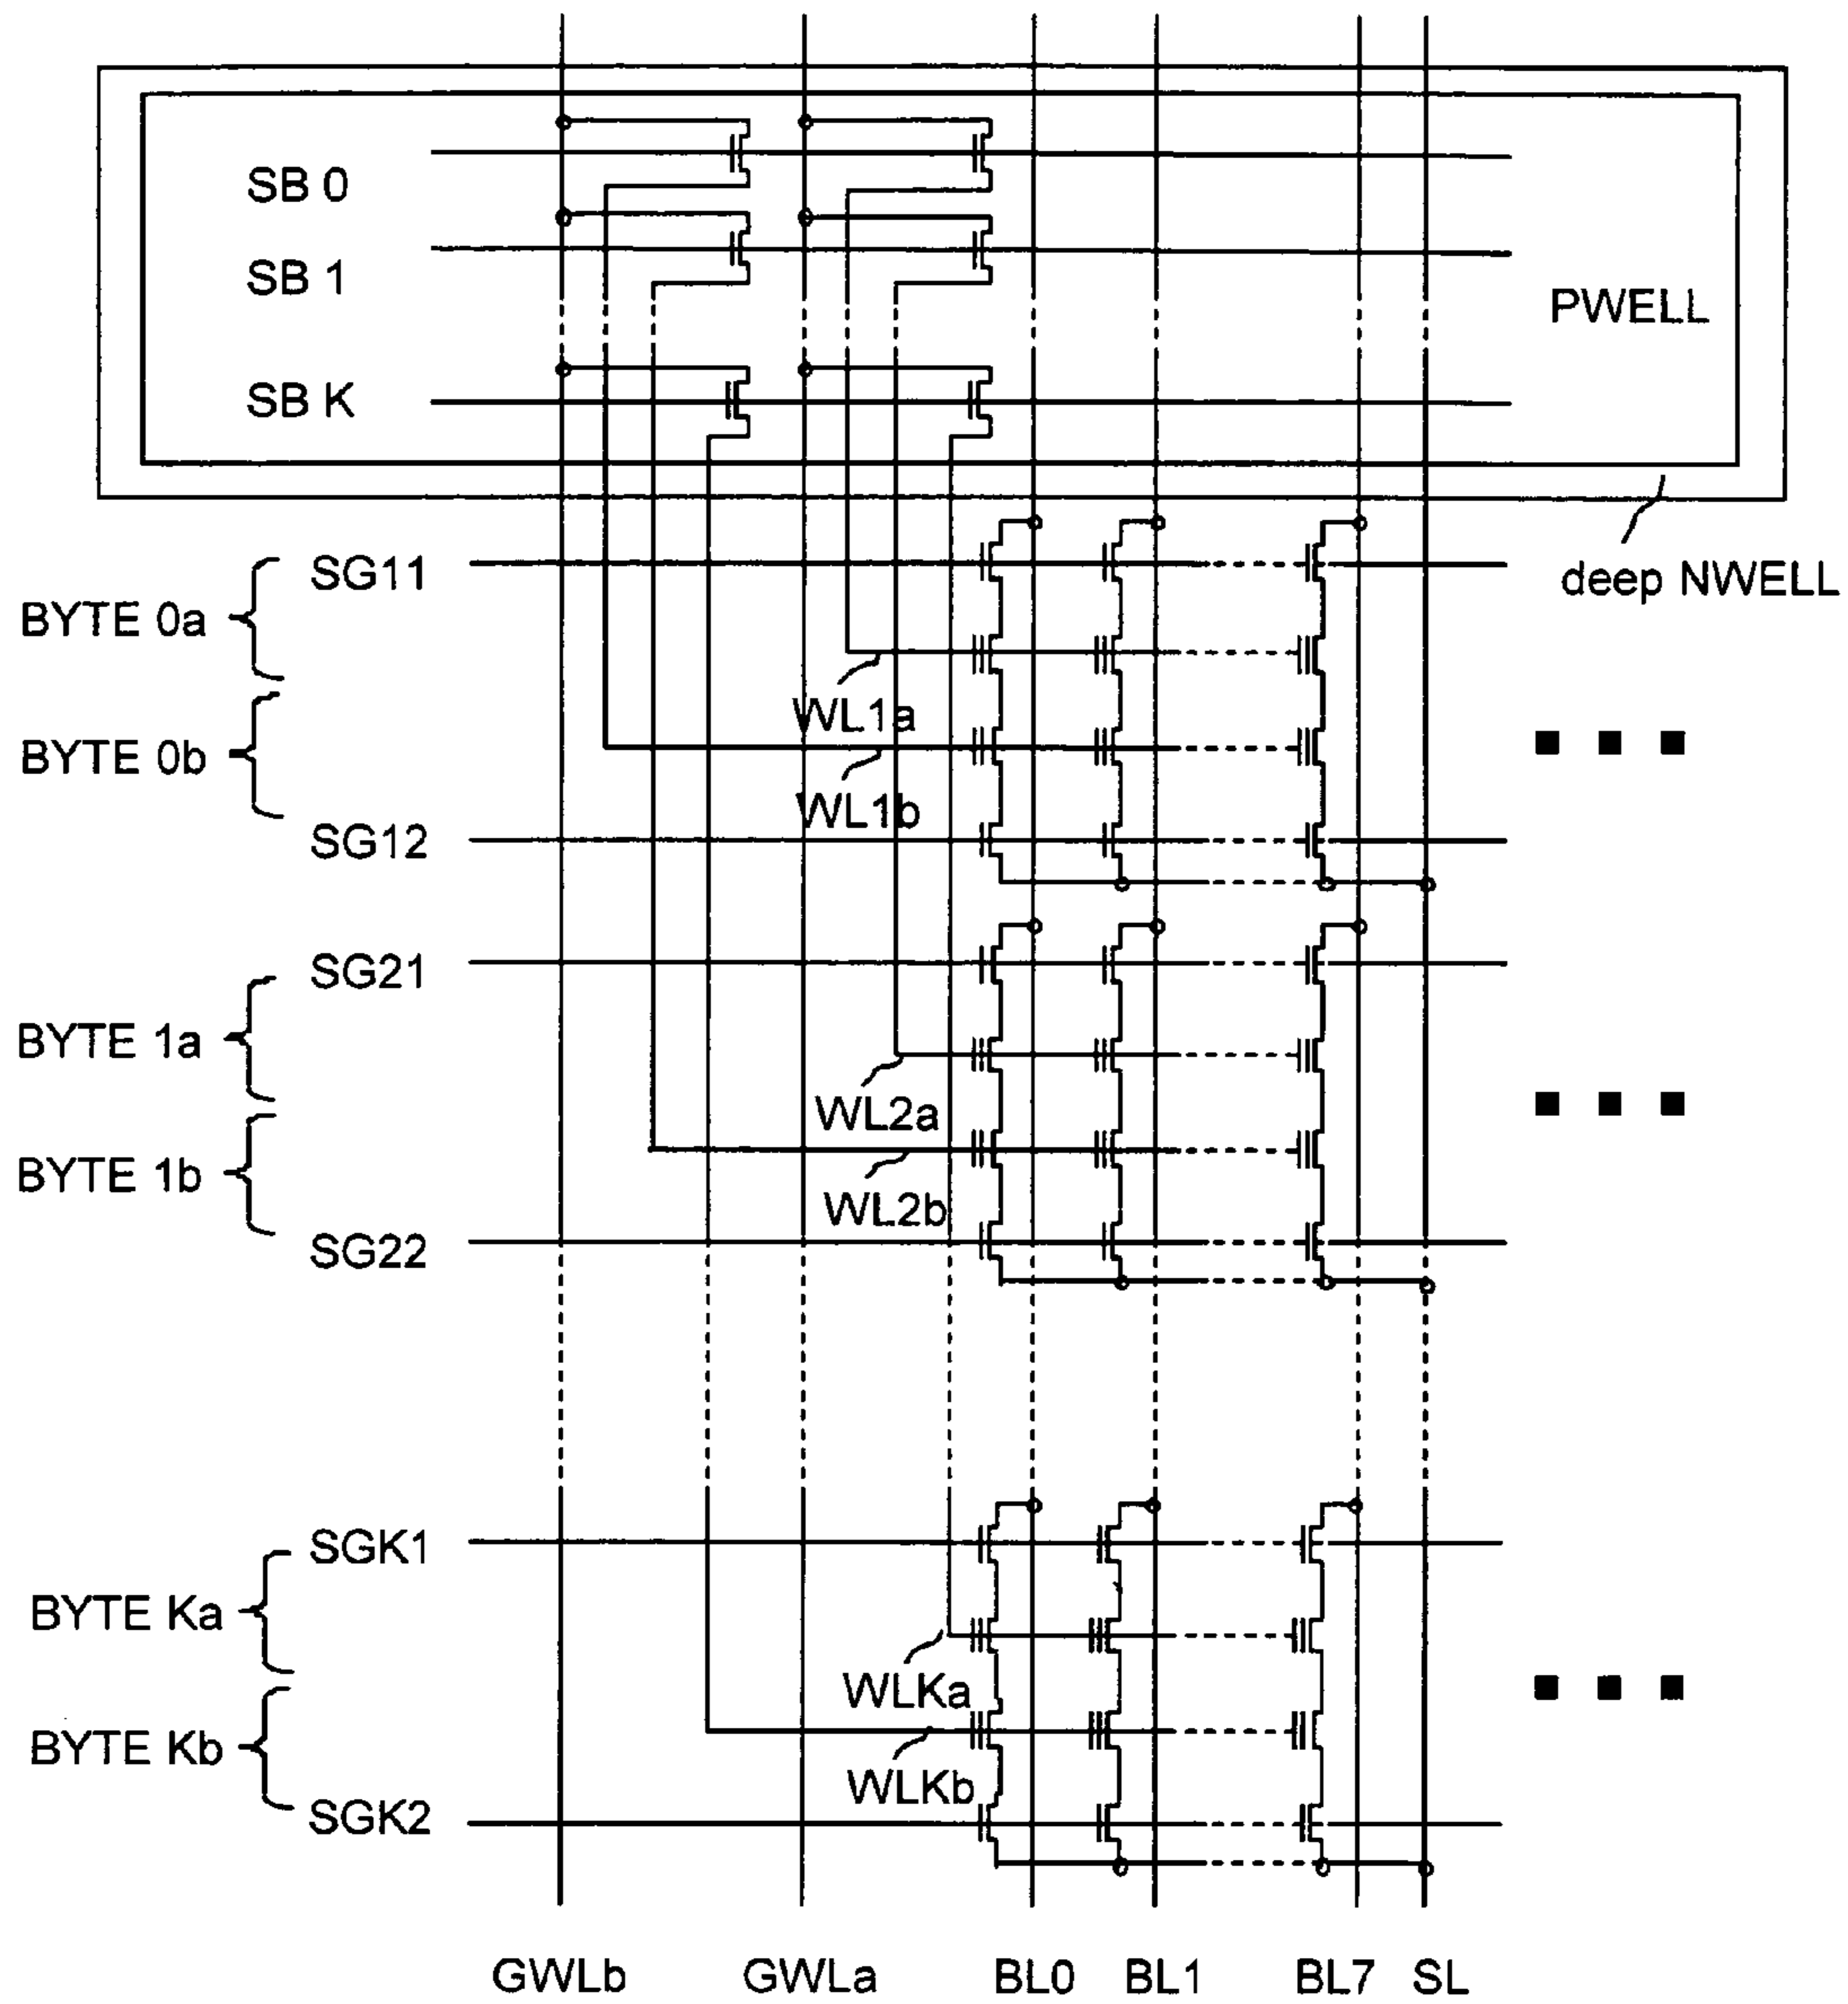 SB 0
SB 1
PWELL
SB K
SG11
deep NWELL
BYTE 0a
WL1a
BYTE 0b
WL1b
SG12
SG21
BYTE 1a
WL2a
BYTE 1b
WL2b
SG22
SGK1
BYTE Ka
WLKa
BYTE Kb
WLKb
SGK2
GWLb GWLa BL0 BL1 BL7 SL